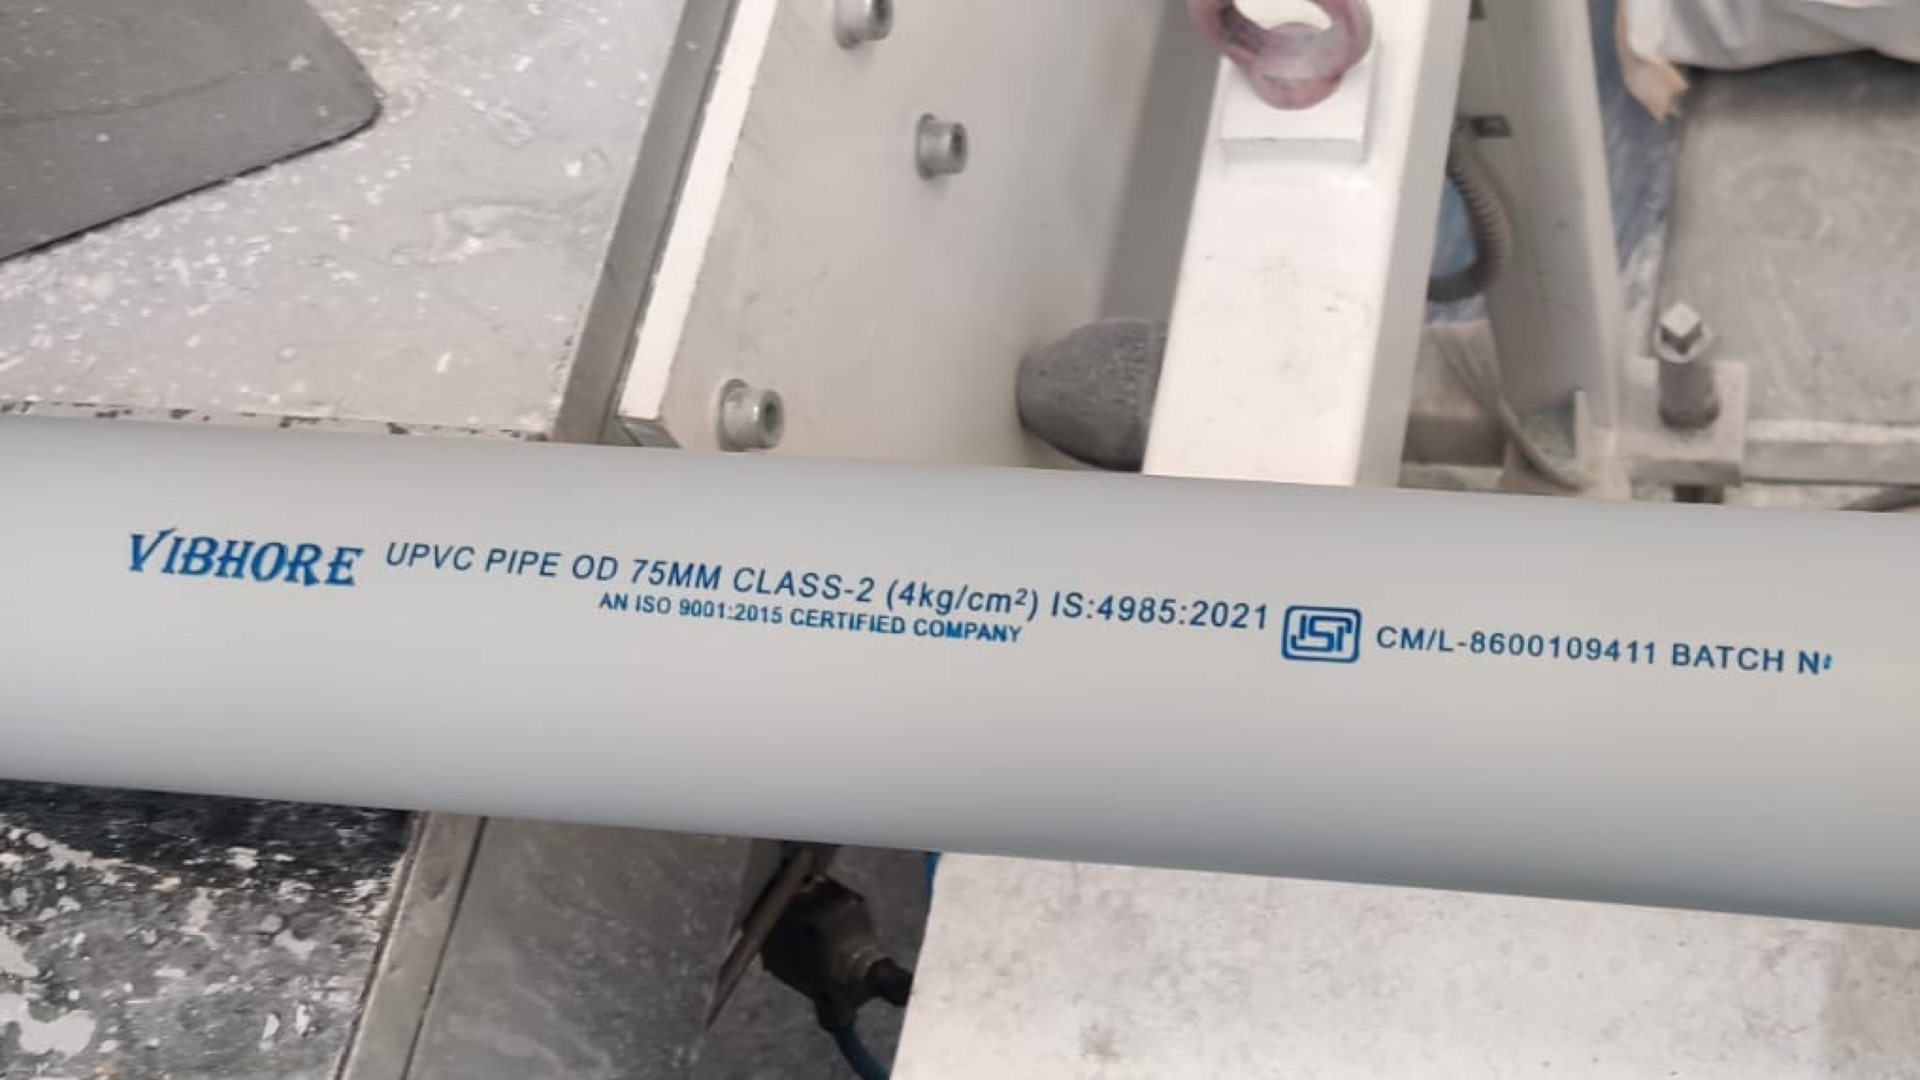 VIBHORE UPVC PIPE OD 75MM CLASS-2 (4kg/cm²) IS:4985:2021 ISI CM/L-8600109411 BATCH N
AN ISO 9001:2015 CERTIFIED COMPANY